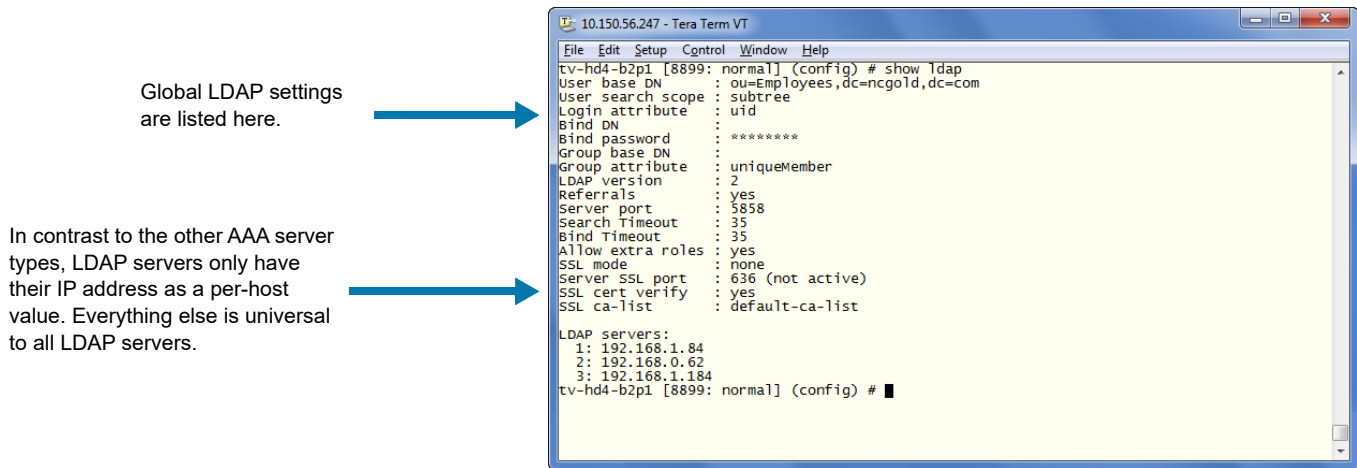 Global LDAP settings
are listed here.
In contrast to the other AAA server
types, LDAP servers only have
their IP address as a per-host
value. Everything else is universal
to all LDAP servers.
10.150.56.247 - Tera Term VT
File Edit Setup Control Window Help
tv-hd4-b2p1 [8899: normal] (config) # show ldap
User base DN : ou=Employees,dc=ncgold,dc=com
User search scope : subtree
Login attribute : uid
Bind DN :
Bind password : ********
Group base DN :
Group attribute : uniqueMember
LDAP version : 2
Referrals : yes
Server port : 5858
Search Timeout : 35
Bind Timeout : 35
Allow extra roles : yes
SSL mode : none
Server SSL port : 636 (not active)
SSL cert verify : yes
SSL ca-list : default-ca-list
LDAP servers:
1: 192.168.1.84
2: 192.168.0.62
3: 192.168.1.184
tv-hd4-b2p1 [8899: normal] (config) #